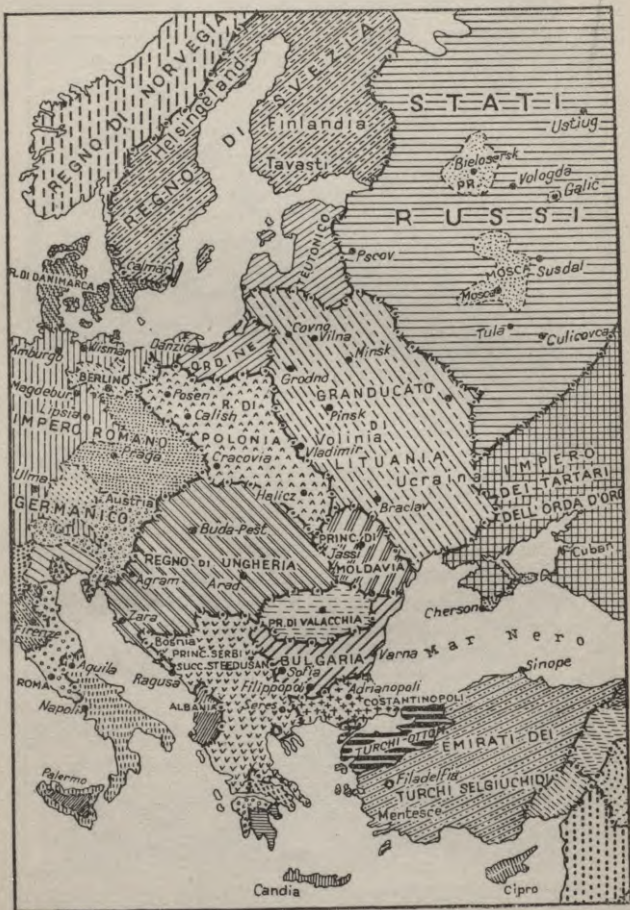 REGNO DI NORVEGIA
Helsingeland
REGNO DI SVEZIA
Finlandia
Tavasti
STATI
RUSSI
Ustiug
Bielosersk
PR.
Vologda
Galic
Pscov
MOSCA
Susdal
Mosca
Tula
Culicovca
R. DI DANIMARCA
Calmar
ORDINE
TEUTONICO
Amburgo
Wismar
Danzica
BERLINO
Magdebur.
Lipsia
IMPERO ROMANO
GERMANICO
Praga
Ulma
Austria
Posen
Calish
R. DI
POLONIA
Cracovia
Halicz
Covno
Vilna
Minsk
Grodno
GRANDUCATO
Pinsk
DI
Volinia
Vladimir
LITUANIA
Ucraina
Braclav
IMPERO
DEI TARTARI
DELL'ORDA D'ORO
Cuban
Cherson
Buda-Pest
REGNO DI UNGHERIA
Agram
Arad
PRINC. DI
Jassi
MOLDAVIA
PR. DI VALACCHIA
Zara
Bosnia
PRINC. SERBI
SUCC. STEF. DUSAN
Ragusa
BULGARIA
Sofia
Varna
Mar Nero
Filippopoli
Adrianopoli
COSTANTINOPOLI
Seres
ALBANIA
Sinope
TURCHI-OTTOM.
EMIRATI DEI
TURCHI SELGIUCHIDI
Filadelfia
Mentesce
Firenze
Aquila
ROMA
Napoli
Palermo
Candia
Cipro